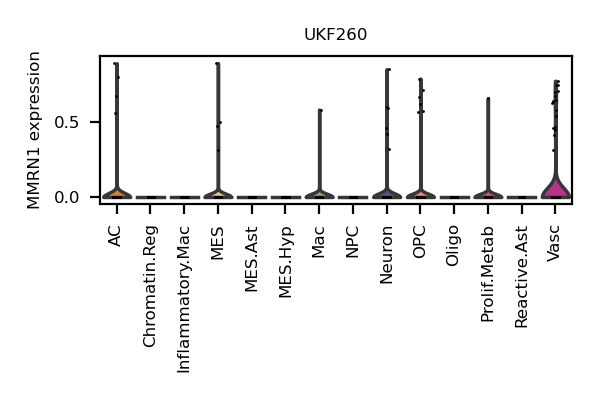 UKF260
MMRN1 expression
0.5
0.0
AC
Chromatin.Reg
Inflammatory.Mac
MES
MES.Ast
MES.Hyp
Mac
NPC
Neuron
OPC
Oligo
Prolif.Metab
Reactive.Ast
Vasc